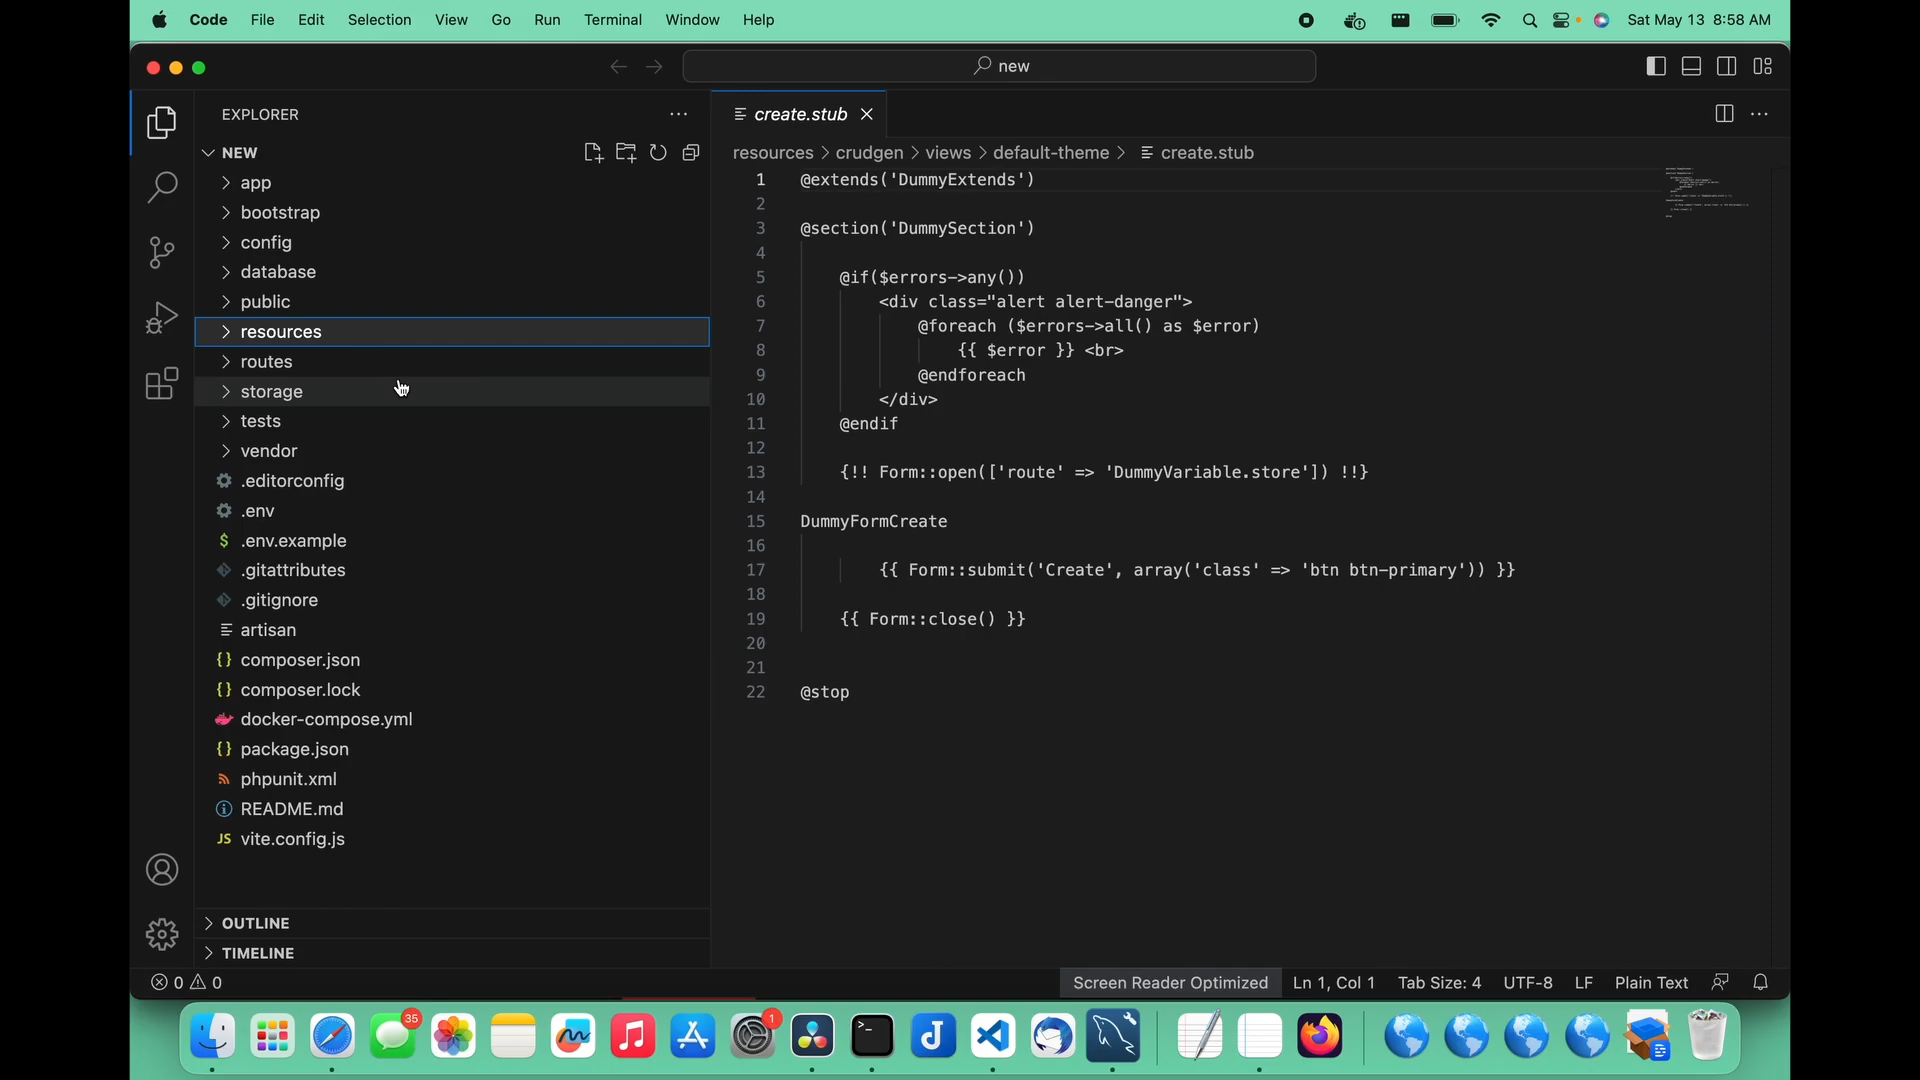 Code File Edit Selection View Go Run Terminal Window Help Sat May 13 8:58 AM
new
EXPLORER
NEW
app
bootstrap
config
database
public
resources
routes
storage
tests
vendor
.editorconfig
.env
$ .env.example
.gitattributes
.gitignore
artisan
{} composer.json
{} composer.lock
docker-compose.yml
{} package.json
phpunit.xml
README.md
JS vite.config.js
OUTLINE
TIMELINE
create.stub
resources > crudgen > views > default-theme > create.stub
1 @extends('DummyExtends')
2
3 @section('DummySection')
4
5 @if($errors->any())
6 <div class="alert alert-danger">
7 @foreach ($errors->all() as $error)
8 {{ $error }} <br>
9 @endforeach
10 </div>
11 @endif
12
13 {!! Form::open(['route' => 'DummyVariable.store']) !!}
14
15 DummyFormCreate
16
17 {{ Form::submit('Create', array('class' => 'btn btn-primary')) }}
18
19 {{ Form::close() }}
20
21
22 @stop
0 0 Screen Reader Optimized Ln 1, Col 1 Tab Size: 4 UTF-8 LF Plain Text
35
1